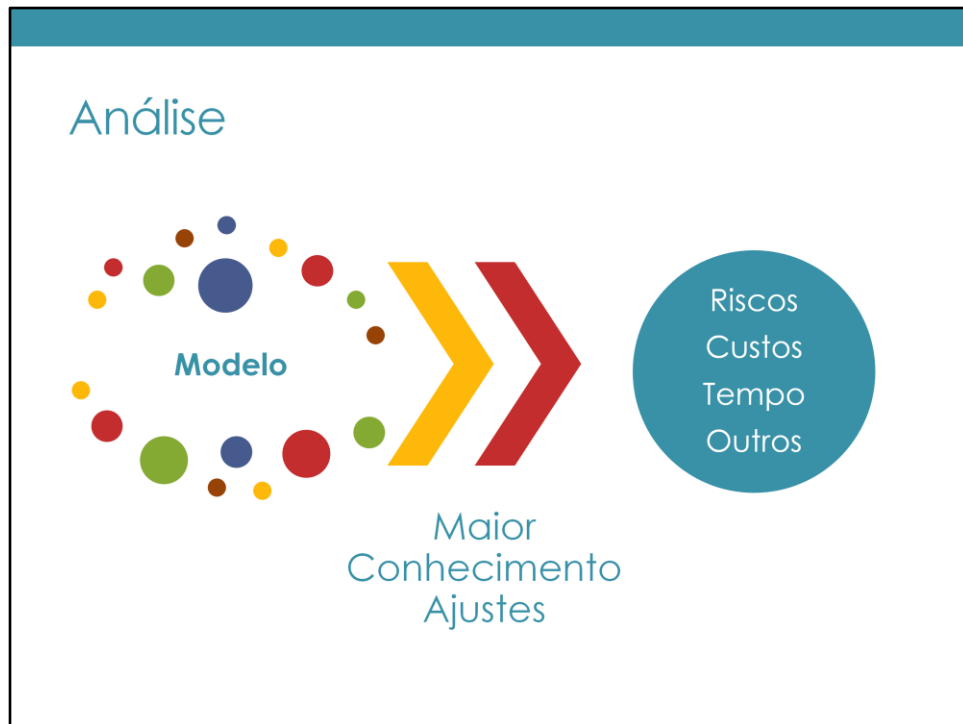 Análise
Modelo
Maior
Conhecimento
Ajustes
Riscos
Custos
Tempo
Outros